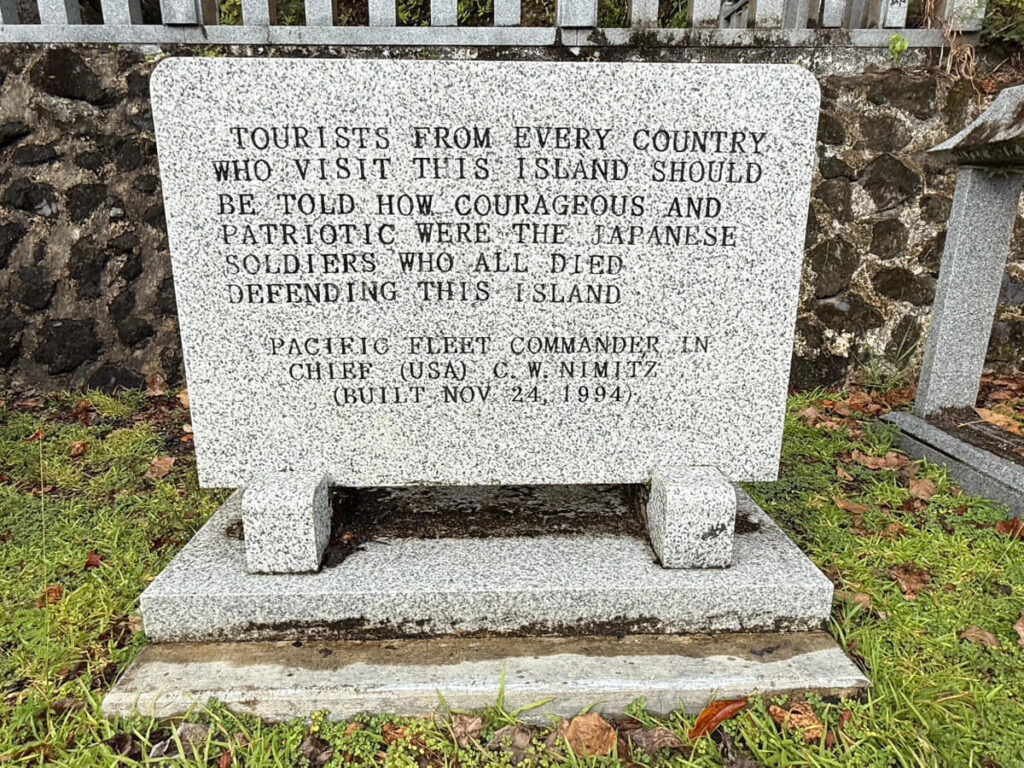 TOURISTS FROM EVERY COUNTRY
WHO VISIT THIS ISLAND SHOULD
BE TOLD HOW COURAGEOUS AND
PATRIOTIC WERE THE JAPANESE
SOLDIERS WHO ALL DIED
DEFENDING THIS ISLAND
PACIFIC FLEET COMMANDER IN
CHIEF (USA) C. W. NIMITZ
(BUILT NOV. 24, 1994)